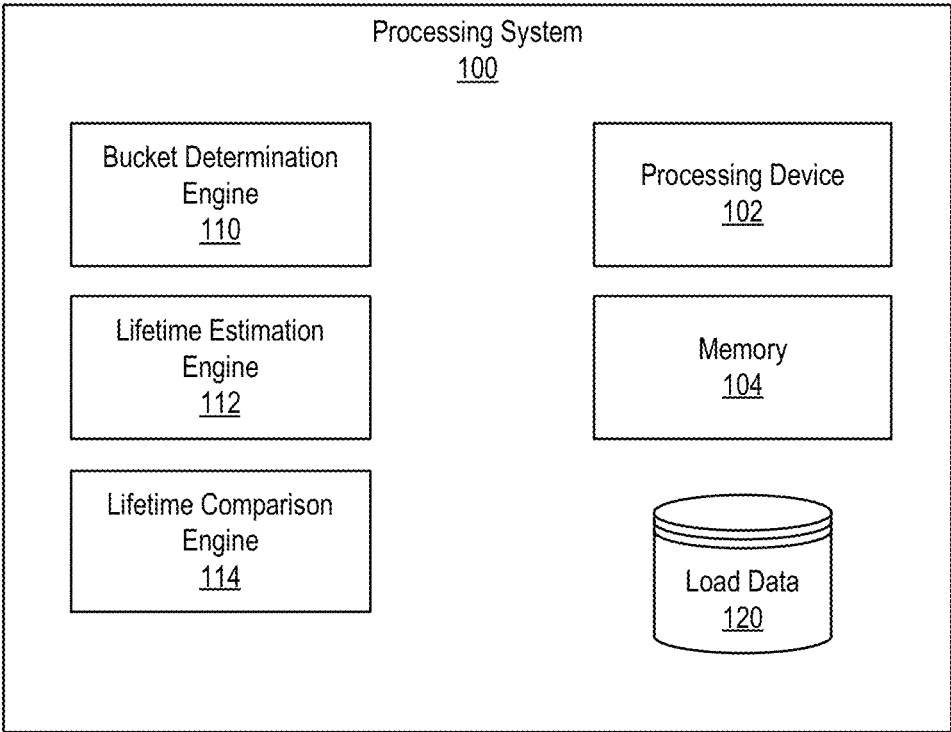 Processing System
100
Bucket Determination
Engine
110
Processing Device
102
Lifetime Estimation
Engine
112
Memory
104
Lifetime Comparison
Engine
114
Load Data
120